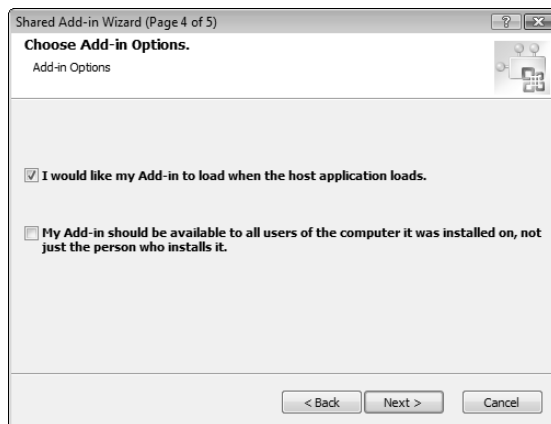 Shared Add-in Wizard (Page 4 of 5)
Choose Add-in Options.
Add-in Options
I would like my Add-in to load when the host application loads.
My Add-in should be available to all users of the computer it was installed on, not
just the person who installs it.
< Back Next > Cancel